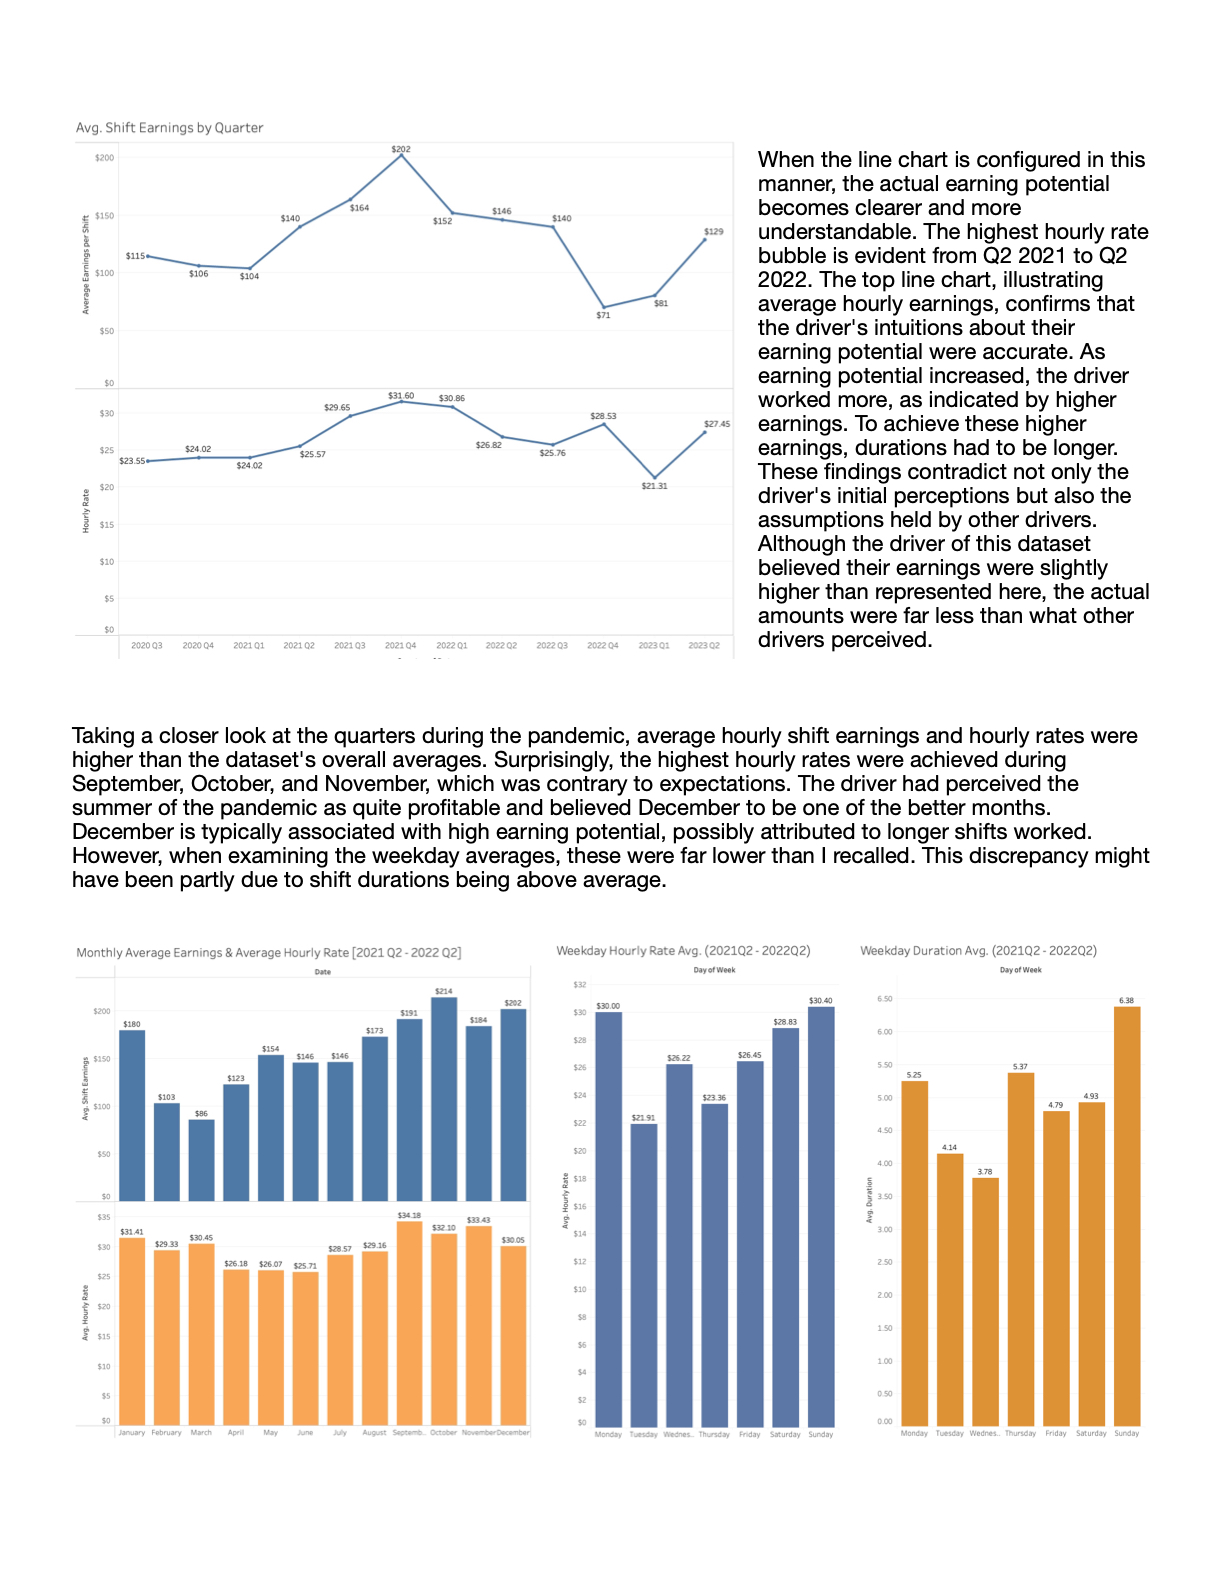 Avg. Shift Earnings by Quarter
Average Earnings per Shift
$200
$150
$100
$50
$0
$115
$106
$104
$140
$164
$202
$152
$146
$140
$71
$81
$129
Hourly Rate
$30
$25
$20
$15
$10
$5
$0
$23.55
$24.02
$24.02
$25.57
$29.65
$31.60
$30.86
$26.82
$25.76
$28.53
$21.31
$27.45
2020 Q3 2020 Q4 2021 Q1 2021 Q2 2021 Q3 2021 Q4 2022 Q1 2022 Q2 2022 Q3 2022 Q4 2023 Q1 2023 Q2
When the line chart is configured in this
manner, the actual earning potential
becomes clearer and more
understandable. The highest hourly rate
bubble is evident from Q2 2021 to Q2
2022. The top line chart, illustrating
average hourly earnings, confirms that
the driver's intuitions about their
earning potential were accurate. As
earning potential increased, the driver
worked more, as indicated by higher
earnings. To achieve these higher
earnings, durations had to be longer.
These findings contradict not only the
driver's initial perceptions but also the
assumptions held by other drivers.
Although the driver of this dataset
believed their earnings were slightly
higher than represented here, the actual
amounts were far less than what other
drivers perceived.
Taking a closer look at the quarters during the pandemic, average hourly shift earnings and hourly rates were
higher than the dataset's overall averages. Surprisingly, the highest hourly rates were achieved during
September, October, and November, which was contrary to expectations. The driver had perceived the
summer of the pandemic as quite profitable and believed December to be one of the better months.
December is typically associated with high earning potential, possibly attributed to longer shifts worked.
However, when examining the weekday averages, these were far lower than I recalled. This discrepancy might
have been partly due to shift durations being above average.
Monthly Average Earnings & Average Hourly Rate [2021 Q2 - 2022 Q2]
Date
Avg. Shift Earnings
$200
$150
$100
$50
$0
$180
$103
$86
$123
$154
$146
$146
$173
$191
$214
$184
$202
Avg. Hourly Rate
$35
$30
$25
$20
$15
$10
$5
$0
$31.41
$29.33
$30.45
$26.18
$26.07
$25.71
$28.57
$29.16
$34.18
$32.10
$33.43
$30.05
January February March April May June July August Septemb.. October November December
Weekday Hourly Rate Avg. (2021Q2 - 2022Q2)
Day of Week
Avg. Hourly Rate
$32
$30
$28
$26
$24
$22
$20
$18
$16
$14
$12
$10
$8
$6
$4
$2
$0
$30.00
$21.91
$26.22
$23.36
$26.45
$28.83
$30.40
Monday Tuesday Wednes.. Thursday Friday Saturday Sunday
Weekday Duration Avg. (2021Q2 - 2022Q2)
Day of Week
Avg. Duration
6.50
6.00
5.50
5.00
4.50
4.00
3.50
3.00
2.50
2.00
1.50
1.00
0.50
0.00
5.25
4.14
3.78
5.37
4.79
4.93
6.38
Monday Tuesday Wednes.. Thursday Friday Saturday Sunday